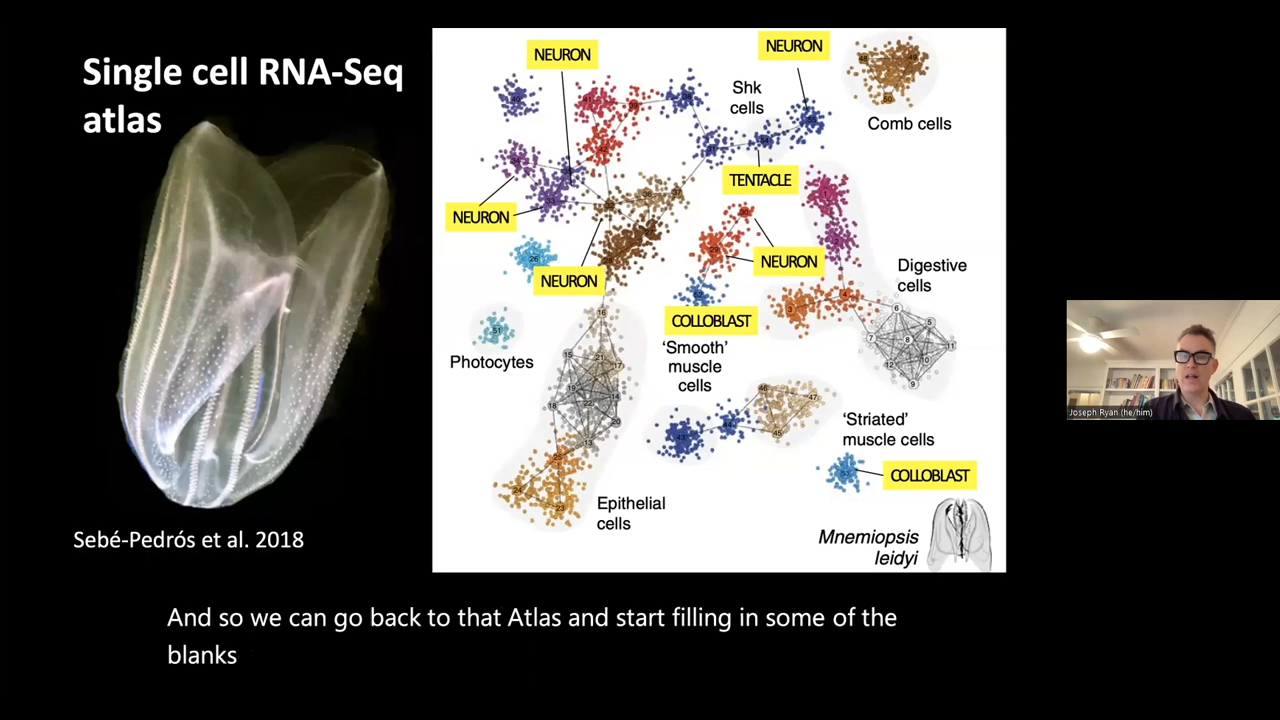 Single cell RNA-Seq
atlas
NEURON
NEURON
Shk
cells
Comb cells
TENTACLE
NEURON
NEURON
NEURON
Digestive
cells
COLLOBLAST
Photocytes
'Smooth'
muscle
cells
'Striated'
muscle cells
COLLOBLAST
Epithelial
cells
Mnemiopsis
leidyi
Sebé-Pedrós et al. 2018
Joseph Ryan (he/him)
And so we can go back to that Atlas and start filling in some of the
blanks